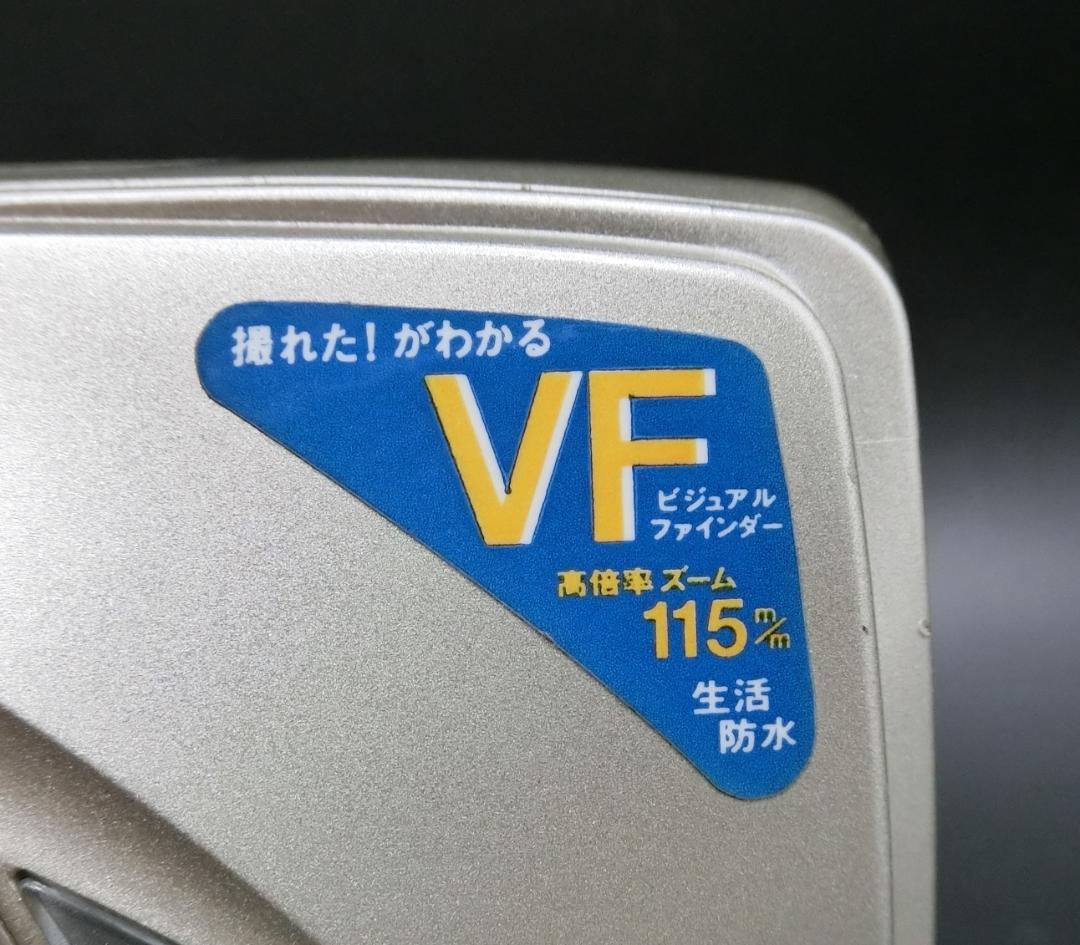 撮れた!がわかる
VF
ビジュアル
ファインダー
高倍率ズーム
115m/m
生活
防水